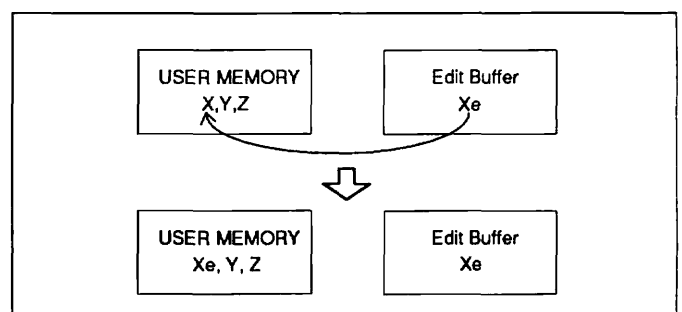 USER MEMORY
X,Y,Z
Edit Buffer
Xe
USER MEMORY
Xe, Y, Z
Edit Buffer
Xe